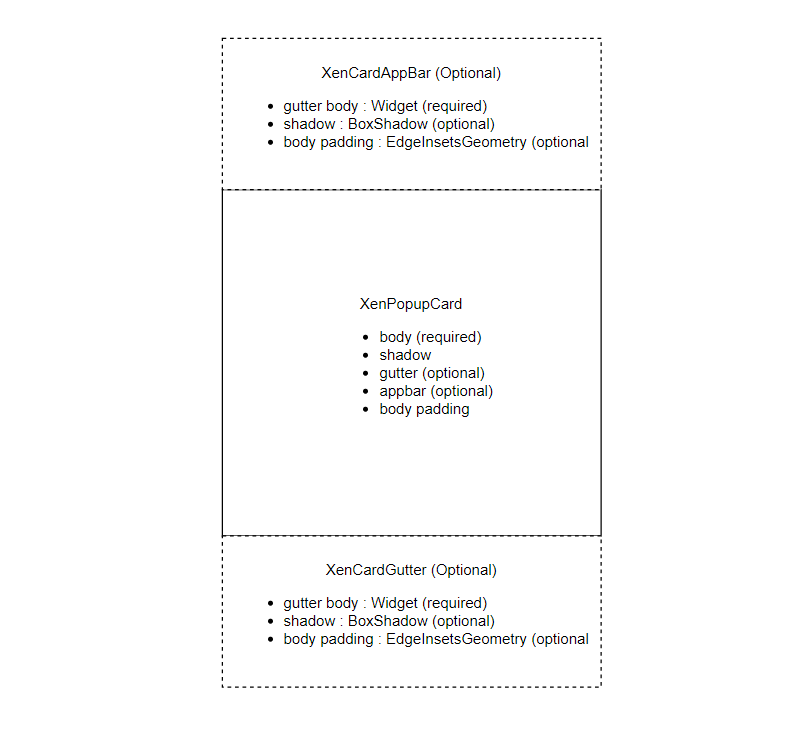 XenCardAppBar (Optional)
• gutter body : Widget (required)
• shadow : BoxShadow (optional)
• body padding : EdgeInsetsGeometry (optional
XenPopupCard
• body (required)
• shadow
• gutter (optional)
• appbar (optional)
• body padding
XenCardGutter (Optional)
• gutter body : Widget (required)
• shadow : BoxShadow (optional)
• body padding : EdgeInsetsGeometry (optional